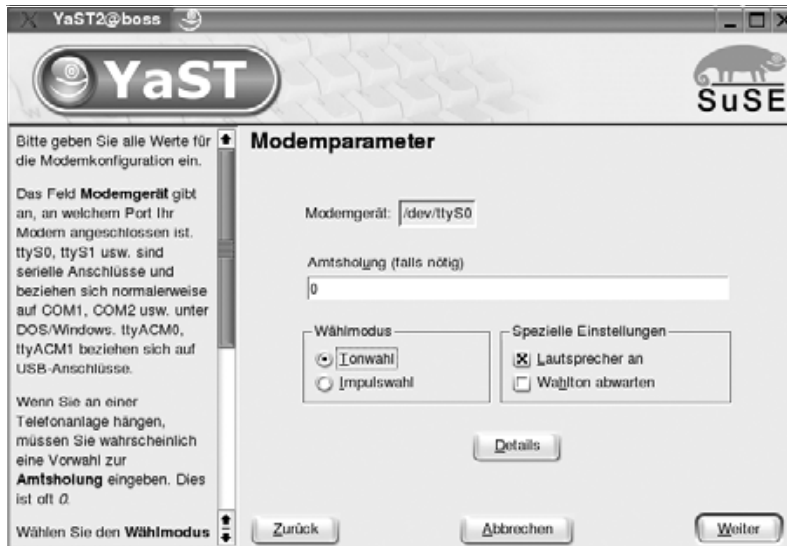 YaST2@boss
YaST
SuSE
Bitte geben Sie alle Werte für
die Modemkonfiguration ein.
Das Feld Modemgerät gibt
an, an welchem Port Ihr
Modem angeschlossen ist.
ttyS0, ttyS1 usw. sind
serielle Anschlüsse und
beziehen sich normalerweise
auf COM1, COM2 usw. unter
DOS/Windows. ttyACM0,
ttyACM1 beziehen sich auf
USB-Anschlüsse.
Wenn Sie an einer
Telefonanlage hängen,
müssen Sie wahrscheinlich
eine Vorwahl zur
Amtsholung eingeben. Dies
ist oft 0.
Wählen Sie den Wählmodus
Modemparameter
Modemgerät: /dev/ttyS0
Amtsholung (falls nötig)
0
Wählmodus
Tonwahl
Impulswahl
Spezielle Einstellungen
Lautsprecher an
Wahlton abwarten
Details
Zurück
Abbrechen
Weiter